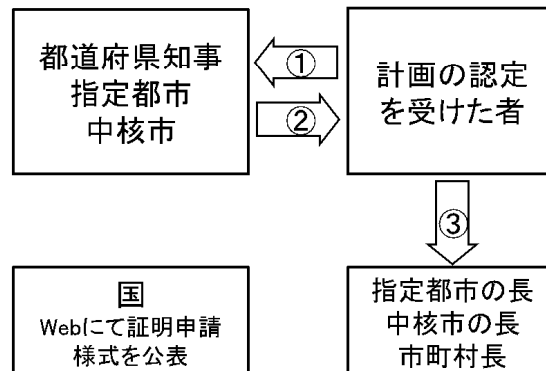 都道府県知事
指定都市
中核市
①
②
計画の認定
を受けた者
③
国
Webにて証明申請
様式を公表
指定都市の長
中核市の長
市町村長